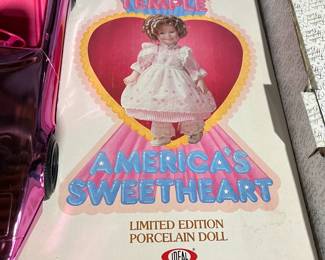 TEMPLE
AMERICA'S
SWEETHEART
LIMITED EDITION
PORCELAIN DOLL
IDEAL